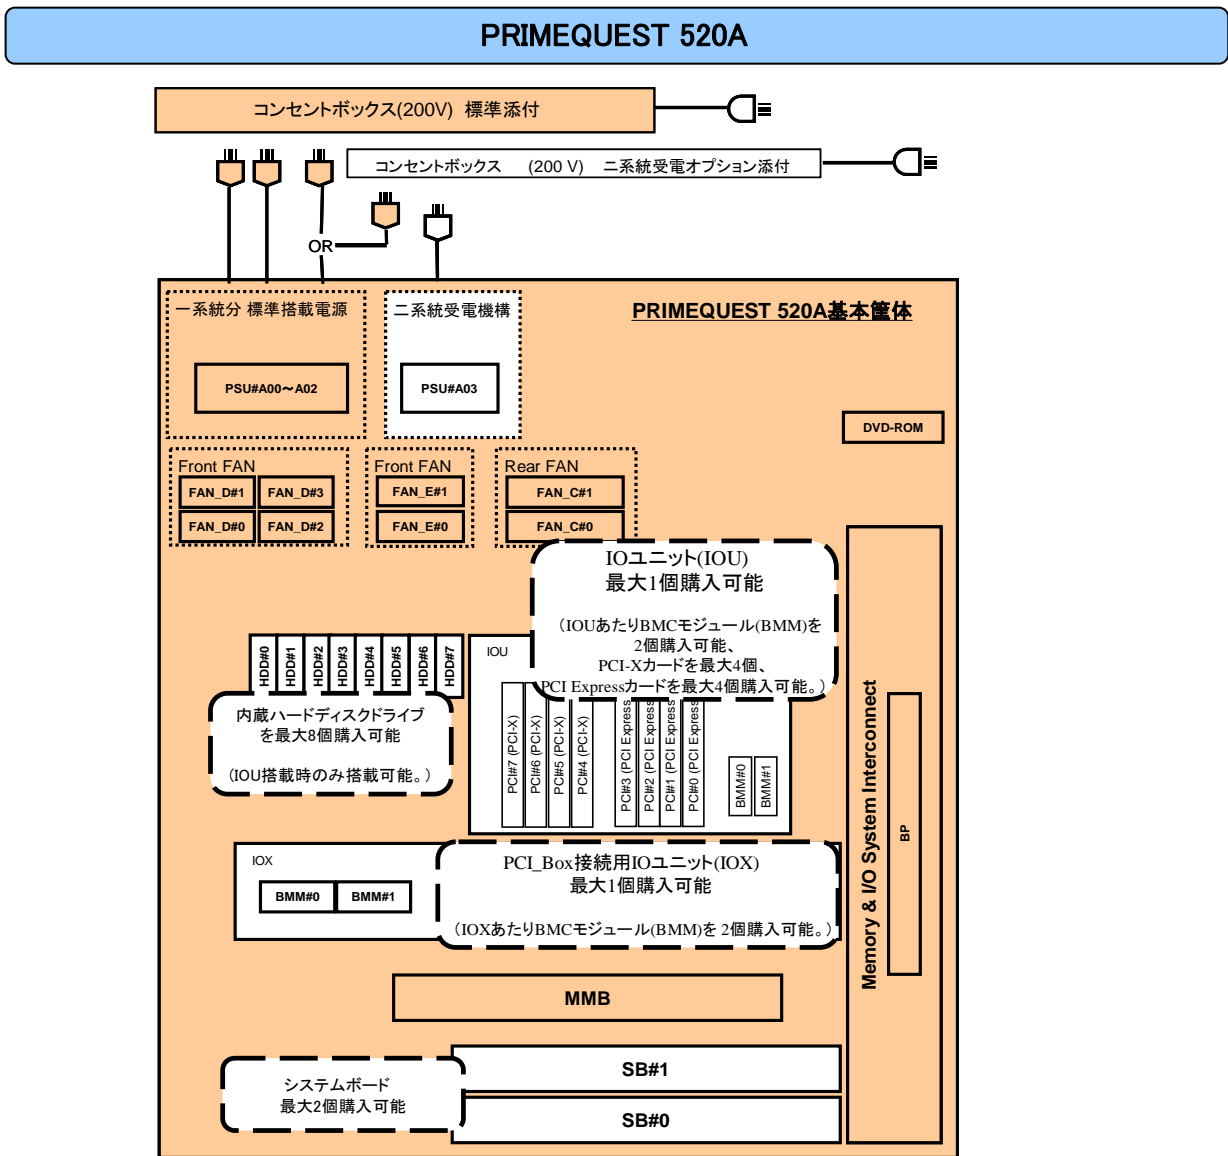 PRIMEQUEST 520A
コンセントボックス(200V) 標準添付
コンセントボックス (200 V) 二系統受電オプション添付
OR
一系統分 標準搭載電源
二系統受電機構
PRIMEQUEST 520A基本筐体
PSU#A00～A02
PSU#A03
DVD-ROM
Front FAN
FAN_D#1
FAN_D#3
FAN_D#0
FAN_D#2
Front FAN
FAN_E#1
FAN_E#0
Rear FAN
FAN_C#1
FAN_C#0
IOユニット(IOU)
最大1個購入可能
(IOUあたりBMCモジュール(BMM)を
2個購入可能、
PCI-Xカードを最大4個、
PCI Expressカードを最大4個購入可能。)
HDD#0
HDD#1
HDD#2
HDD#3
HDD#4
HDD#5
HDD#6
HDD#7
内蔵ハードディスクドライブ
を最大8個購入可能
(IOU搭載時のみ搭載可能。)
IOU
PCI#7 (PCI-X)
PCI#6 (PCI-X)
PCI#5 (PCI-X)
PCI#4 (PCI-X)
PCI#3 (PCI Express
PCI#2 (PCI Express
PCI#1 (PCI Express
PCI#0 (PCI Express
BMM#0
BMM#1
Memory & I/O System Interconnect
BP
IOX
BMM#0
BMM#1
PCI_Box接続用IOユニット(IOX)
最大1個購入可能
(IOXあたりBMCモジュール(BMM)を 2個購入可能。)
MMB
システムボード
最大2個購入可能
SB#1
SB#0